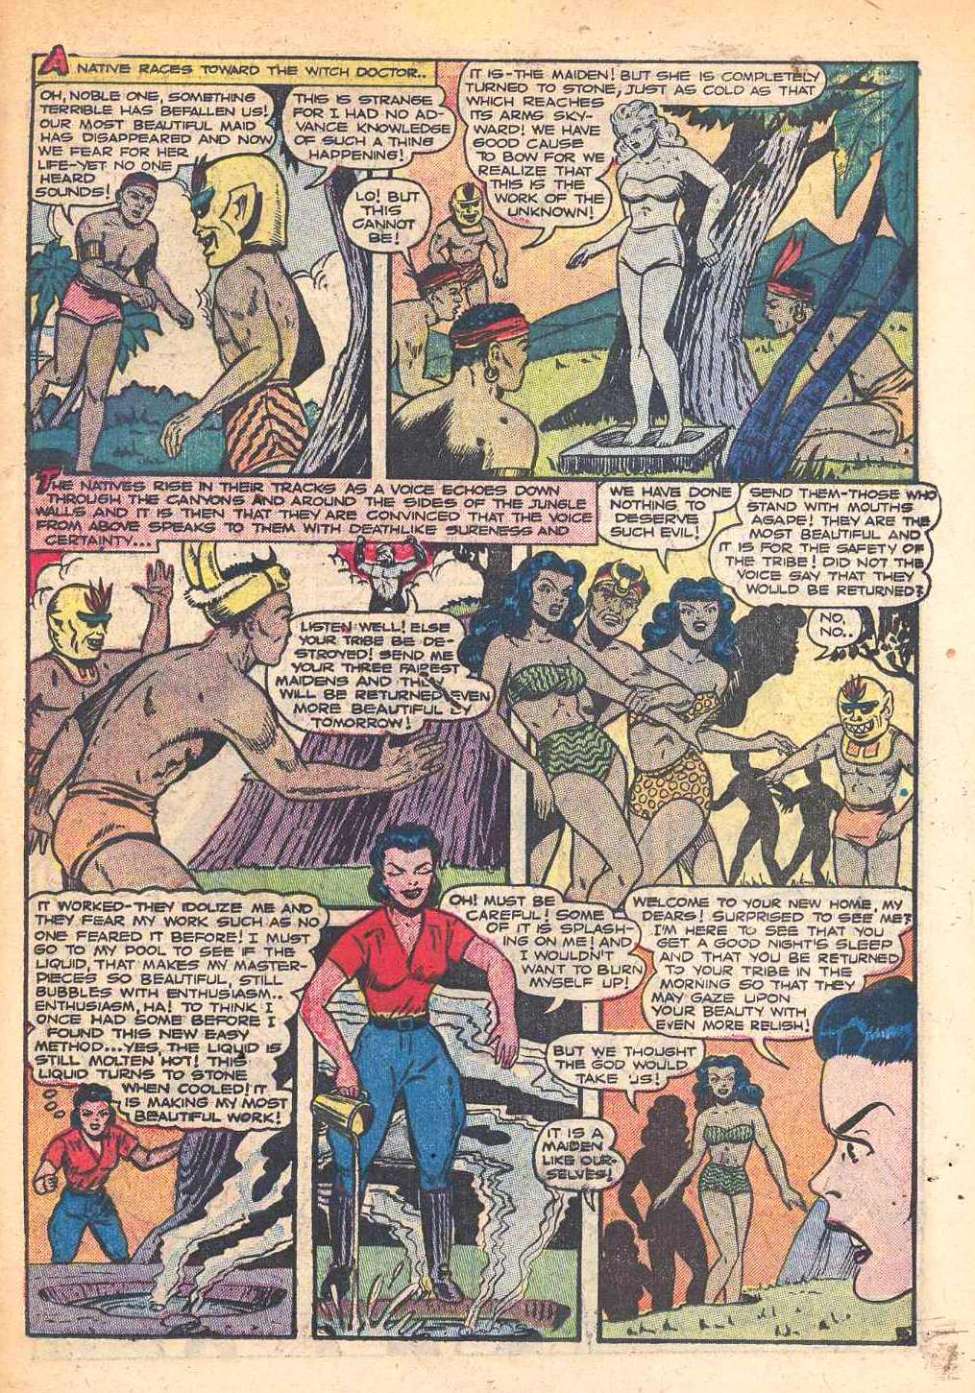 A NATIVE RACES TOWARD THE WITCH DOCTOR..
OH, NOBLE ONE, SOMETHING
TERRIBLE HAS BEFALLEN US!
OUR MOST BEAUTIFUL MAID
HAS DISAPPEARED AND NOW
WE FEAR FOR HER
LIFE-YET NO ONE
HEARD
SOUNDS!
THIS IS STRANGE
FOR I HAD NO AD-
VANCE KNOWLEDGE
OF SUCH A THING
HAPPENING!
LO! BUT
THIS
CANNOT
BE!
IT IS-THE MAIDEN! BUT SHE IS COMPLETELY
TURNED TO STONE, JUST AS COLD AS THAT
WHICH REACHES
ITS ARMS SKY-
WARD! WE HAVE
GOOD CAUSE
TO BOW FOR WE
REALIZE THAT
THIS IS THE
WORK OF THE
UNKNOWN!
THE NATIVES RISE IN THEIR TRACKS AS A VOICE ECHOES DOWN
THROUGH THE CANYONS AND AROUND THE SIDES OF THE JUNGLE
WALLS AND IT IS THEN THAT THEY ARE CONVINCED THAT THE VOICE
FROM ABOVE SPEAKS TO THEM WITH DEATHLIKE SURENESS AND
CERTAINTY...
LISTEN WELL! ELSE
YOUR TRIBE BE DE-
STROYED! SEND ME
YOUR THREE FAIREST
MAIDENS AND THEY
WILL BE RETURNED EVEN
MORE BEAUTIFUL BY
TOMORROW!
WE HAVE DONE
NOTHING TO
DESERVE
SUCH EVIL!
SEND THEM-THOSE WHO
STAND WITH MOUTHS
AGAPE! THEY ARE THE
MOST BEAUTIFUL AND
IT IS FOR THE SAFETY OF
THE TRIBE! DID NOT THE
VOICE SAY THAT THEY
WOULD BE RETURNED?
NO,
NO..
IT WORKED-THEY IDOLIZE ME AND
THEY FEAR MY WORK SUCH AS NO
ONE FEARED IT BEFORE! I MUST
GO TO MY POOL TO SEE IF THE
LIQUID, THAT MAKES MY MASTER-
PIECES SO BEAUTIFUL, STILL
BUBBLES WITH ENTHUSIASM..
ENTHUSIASM, HA! TO THINK I
ONCE HAD SOME BEFORE I
FOUND THIS NEW EASY
METHOD...YES, THE LIQUID IS
STILL MOLTEN HOT! THIS
LIQUID TURNS TO STONE
WHEN COOLED! IT
IS MAKING MY MOST
BEAUTIFUL WORK!
OH! MUST BE
CAREFUL! SOME
OF IT IS SPLASH-
ING ON ME! AND
I WOULDN'T
WANT TO BURN
MYSELF UP!
WELCOME TO YOUR NEW HOME, MY
DEARS! SURPRISED TO SEE ME?
I'M HERE TO SEE THAT YOU
GET A GOOD NIGHT'S SLEEP
AND THAT YOU BE RETURNED
TO YOUR TRIBE IN THE
MORNING SO THAT THEY
MAY GAZE UPON
YOUR BEAUTY WITH
EVEN MORE RELISH!
BUT WE THOUGHT
THE GOD WOULD
TAKE US!
IT IS A
MAIDEN
LIKE OUR-
SELVES!